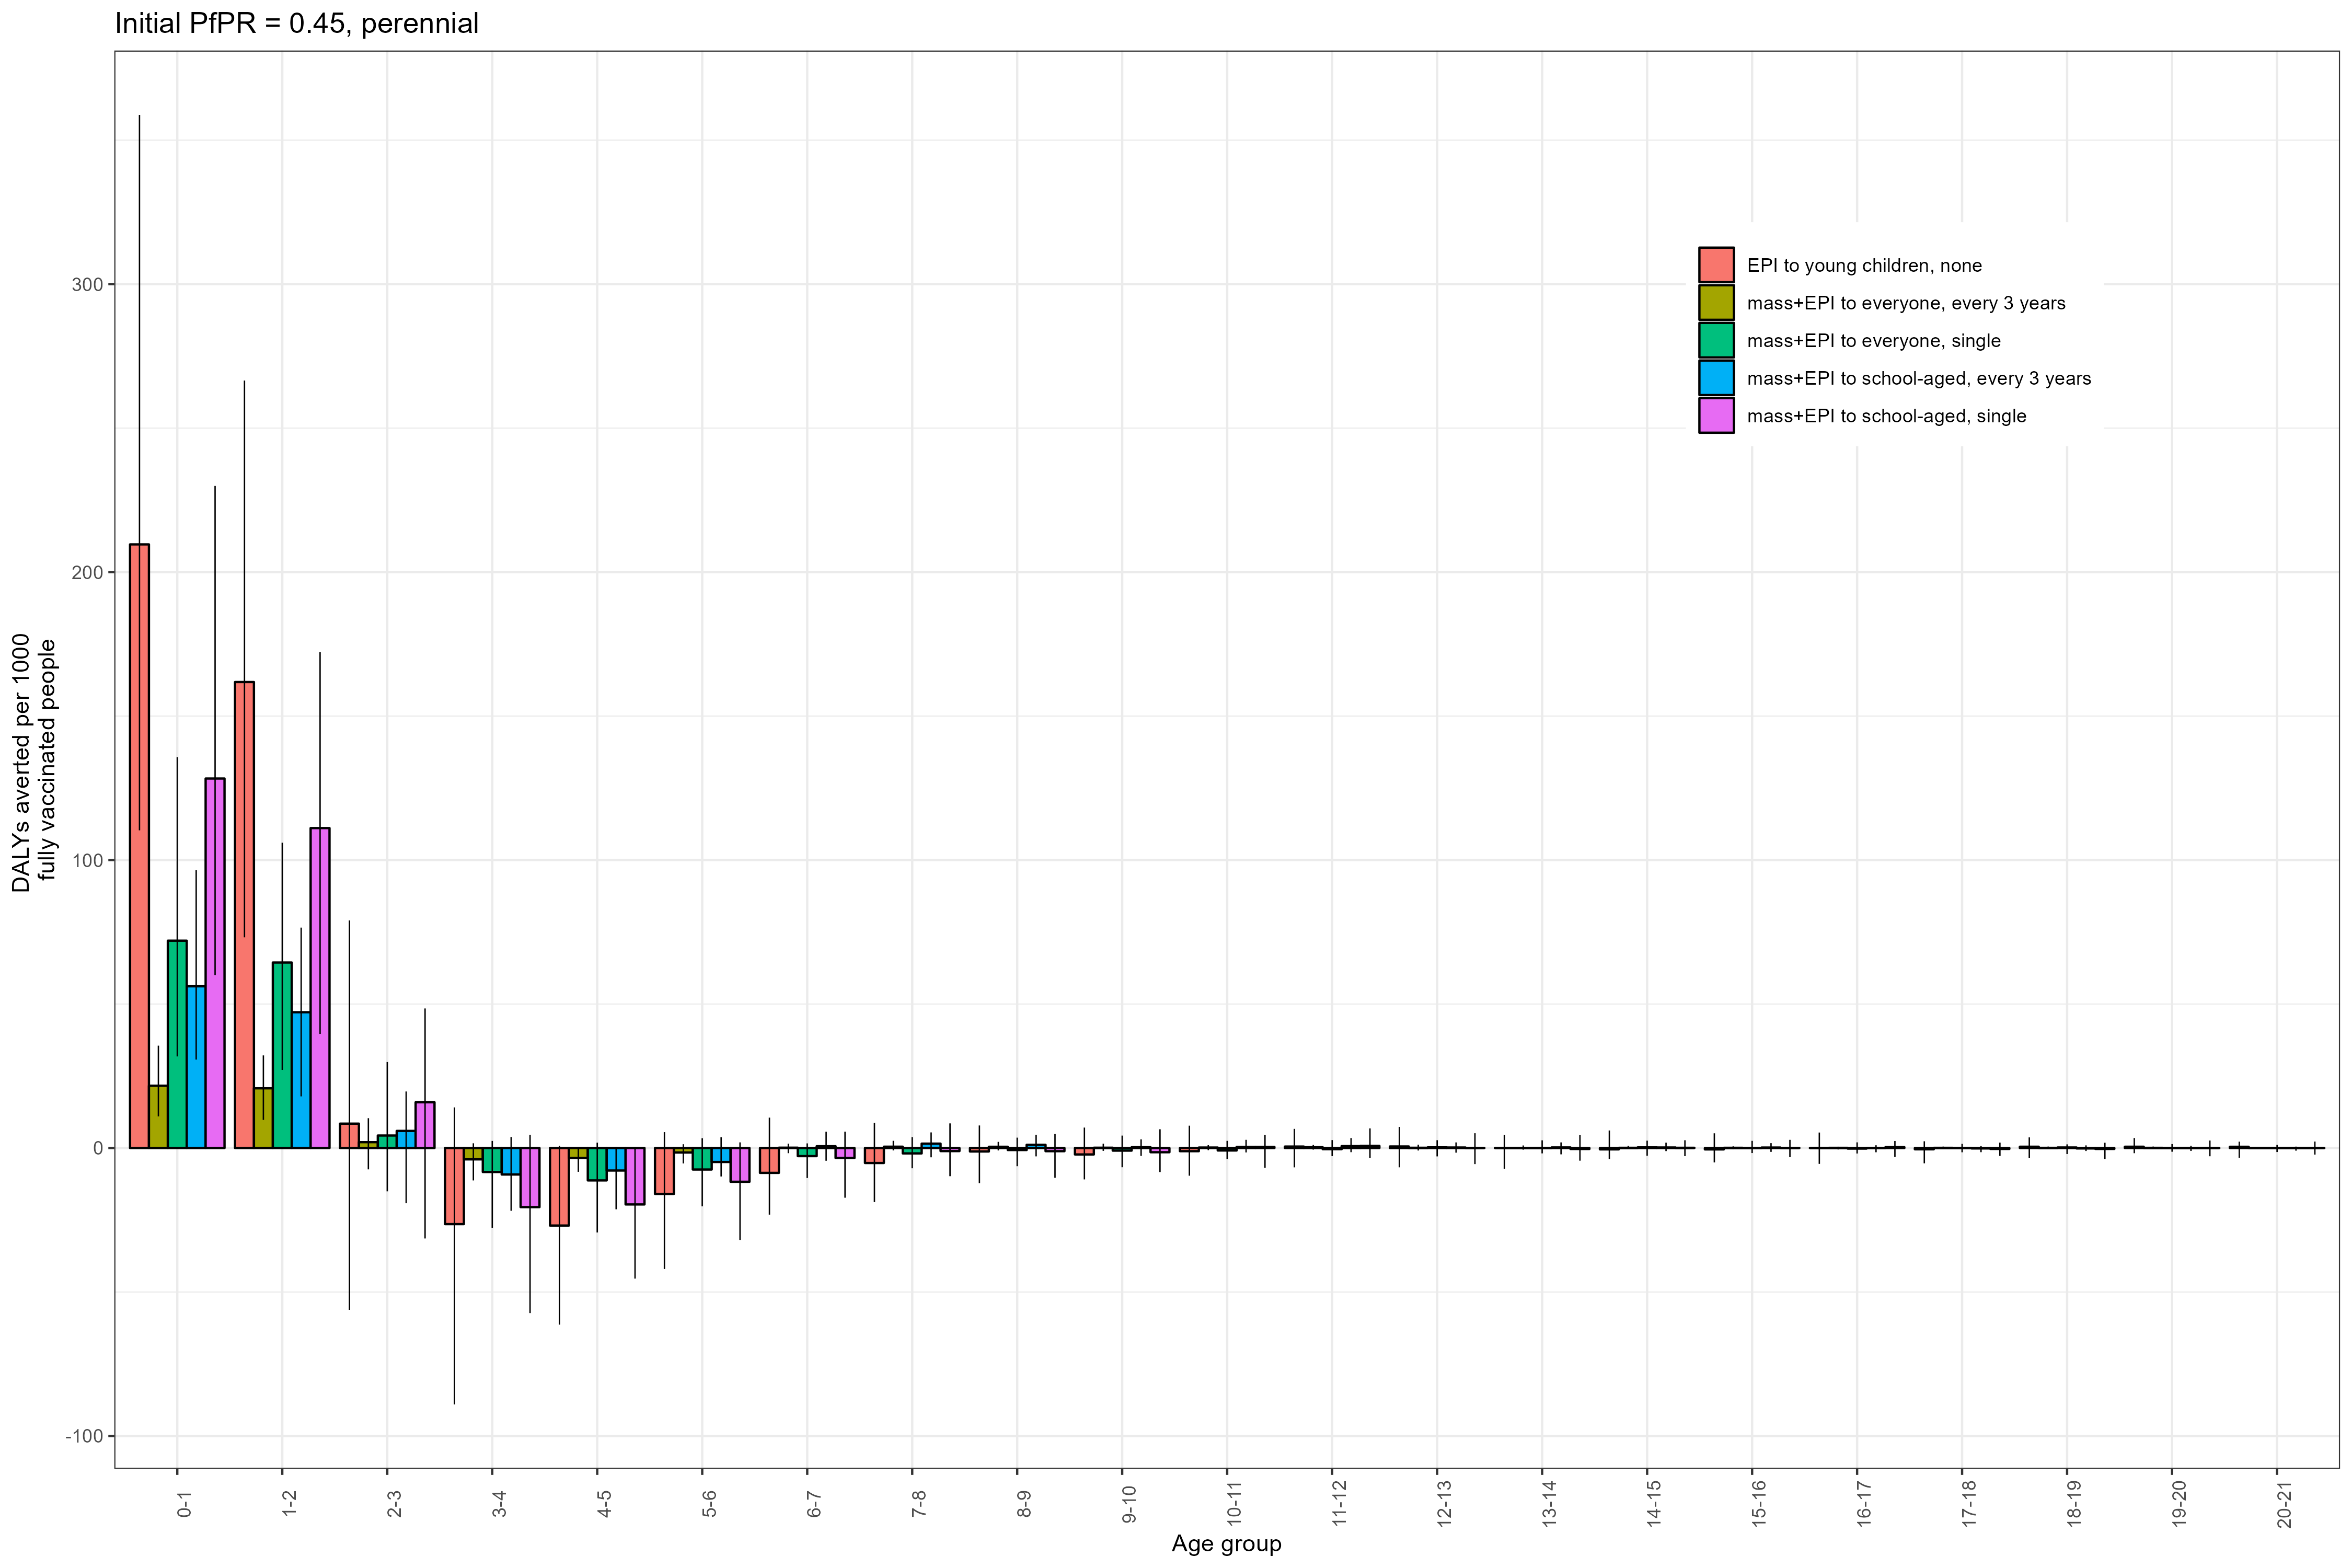 Initial PfPR = 0.45, perennial
DALYs averted per 1000
fully vaccinated people
300
200
100
0
-100
EPI to young children, none
mass+EPI to everyone, every 3 years
mass+EPI to everyone, single
mass+EPI to school-aged, every 3 years
mass+EPI to school-aged, single
0-1
1-2
2-3
3-4
4-5
5-6
6-7
7-8
8-9
9-10
10-11
11-12
12-13
13-14
14-15
15-16
16-17
17-18
18-19
19-20
20-21
Age group